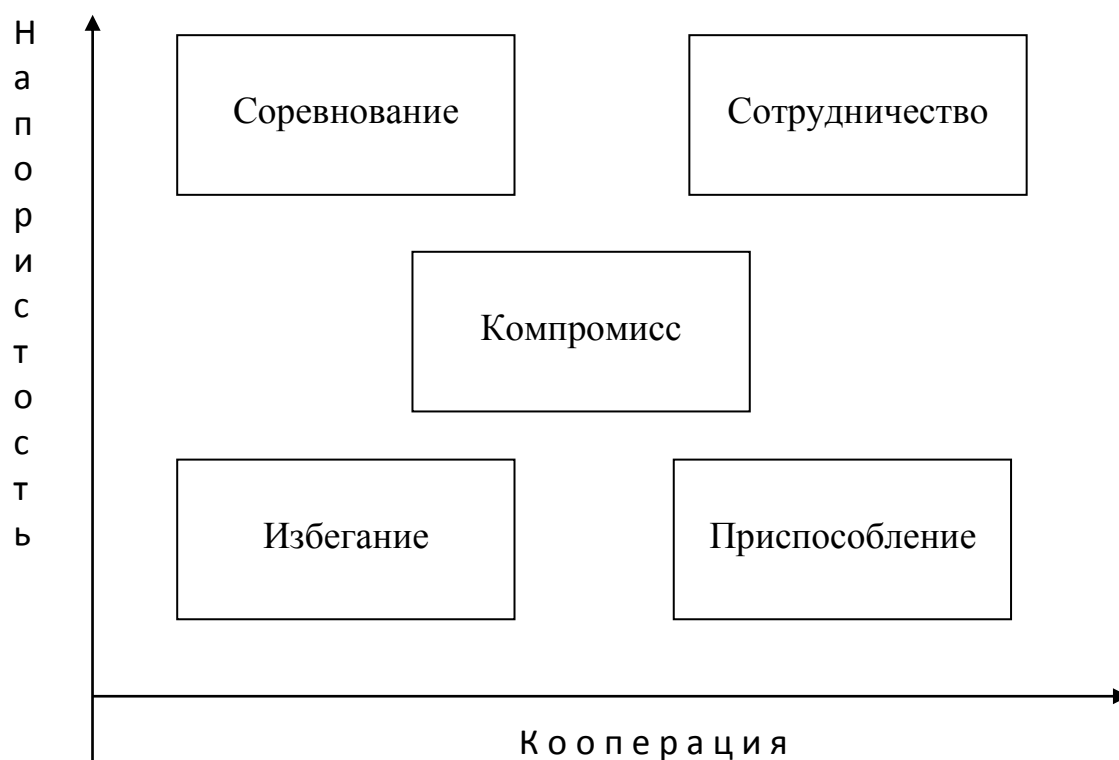 Напористость
Соревнование
Сотрудничество
Компромисс
Избегание
Приспособление
Кооперация